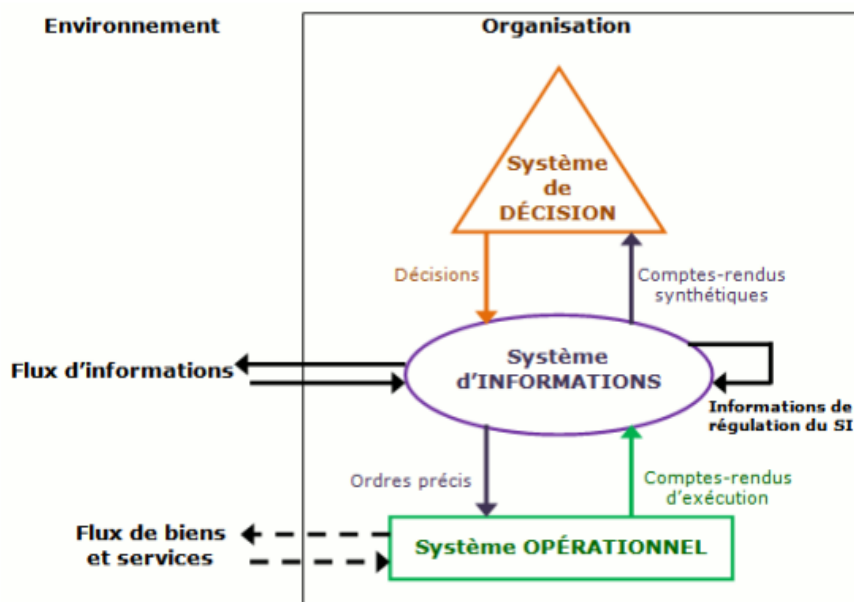 Environnement
Organisation
Système
de
DÉCISION
Décisions
Comptes-rendus
synthétiques
Flux d'informations
Système
d'INFORMATIONS
Informations de
régulation du SI
Ordres précis
Comptes-rendus
d'exécution
Flux de biens
et services
Système OPÉRATIONNEL